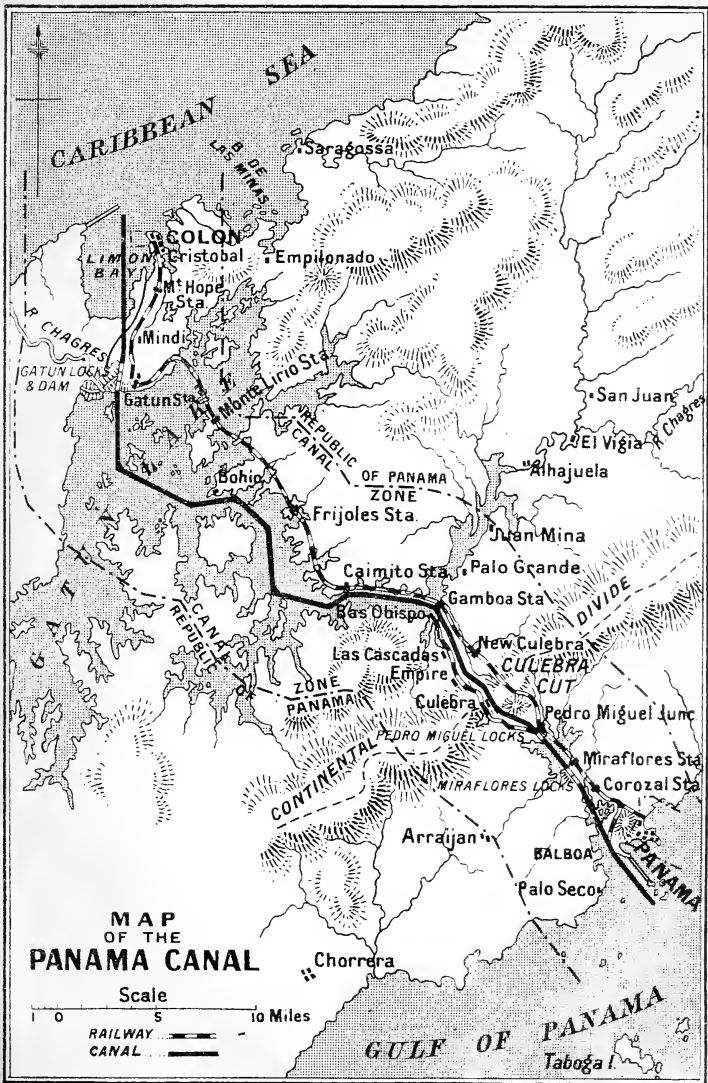 CARIBBEAN SEA
B. DE
LAS MINAS
Saragossa
COLON
Cristobal
LIMON
BAY
Empilonado
Mt. Hope
Sta.
R. CHAGRES
Mindi
GATUN LOCKS
& DAM
Gatun Sta.
Monte Lirio Sta.
GATUN LAKE
REPUBLIC
CANAL
OF PANAMA
ZONE
San Juan
El Vigia
R. Chagres
Alhajuela
Bohio
Frijoles Sta.
Juan Mina
Caimito Sta.
Palo Grande
Gamboa Sta.
Bas Obispo
DIVIDE
CANAL
REPUBLIC OF
ZONE
PANAMA
New Culebra
CULEBRA
CUT
Las Cascadas
Empire
Culebra
Pedro Miguel Junc.
PEDRO MIGUEL LOCKS
CONTINENTAL
Miraflores Sta.
MIRAFLORES LOCKS
Corozal Sta.
Arraijan
BALBOA
PANAMA
Palo Seco
MAP
OF THE
PANAMA CANAL
Chorrera
Scale
1 0 10 Miles
RAILWAY
CANAL
GULF OF PANAMA
Taboga I.